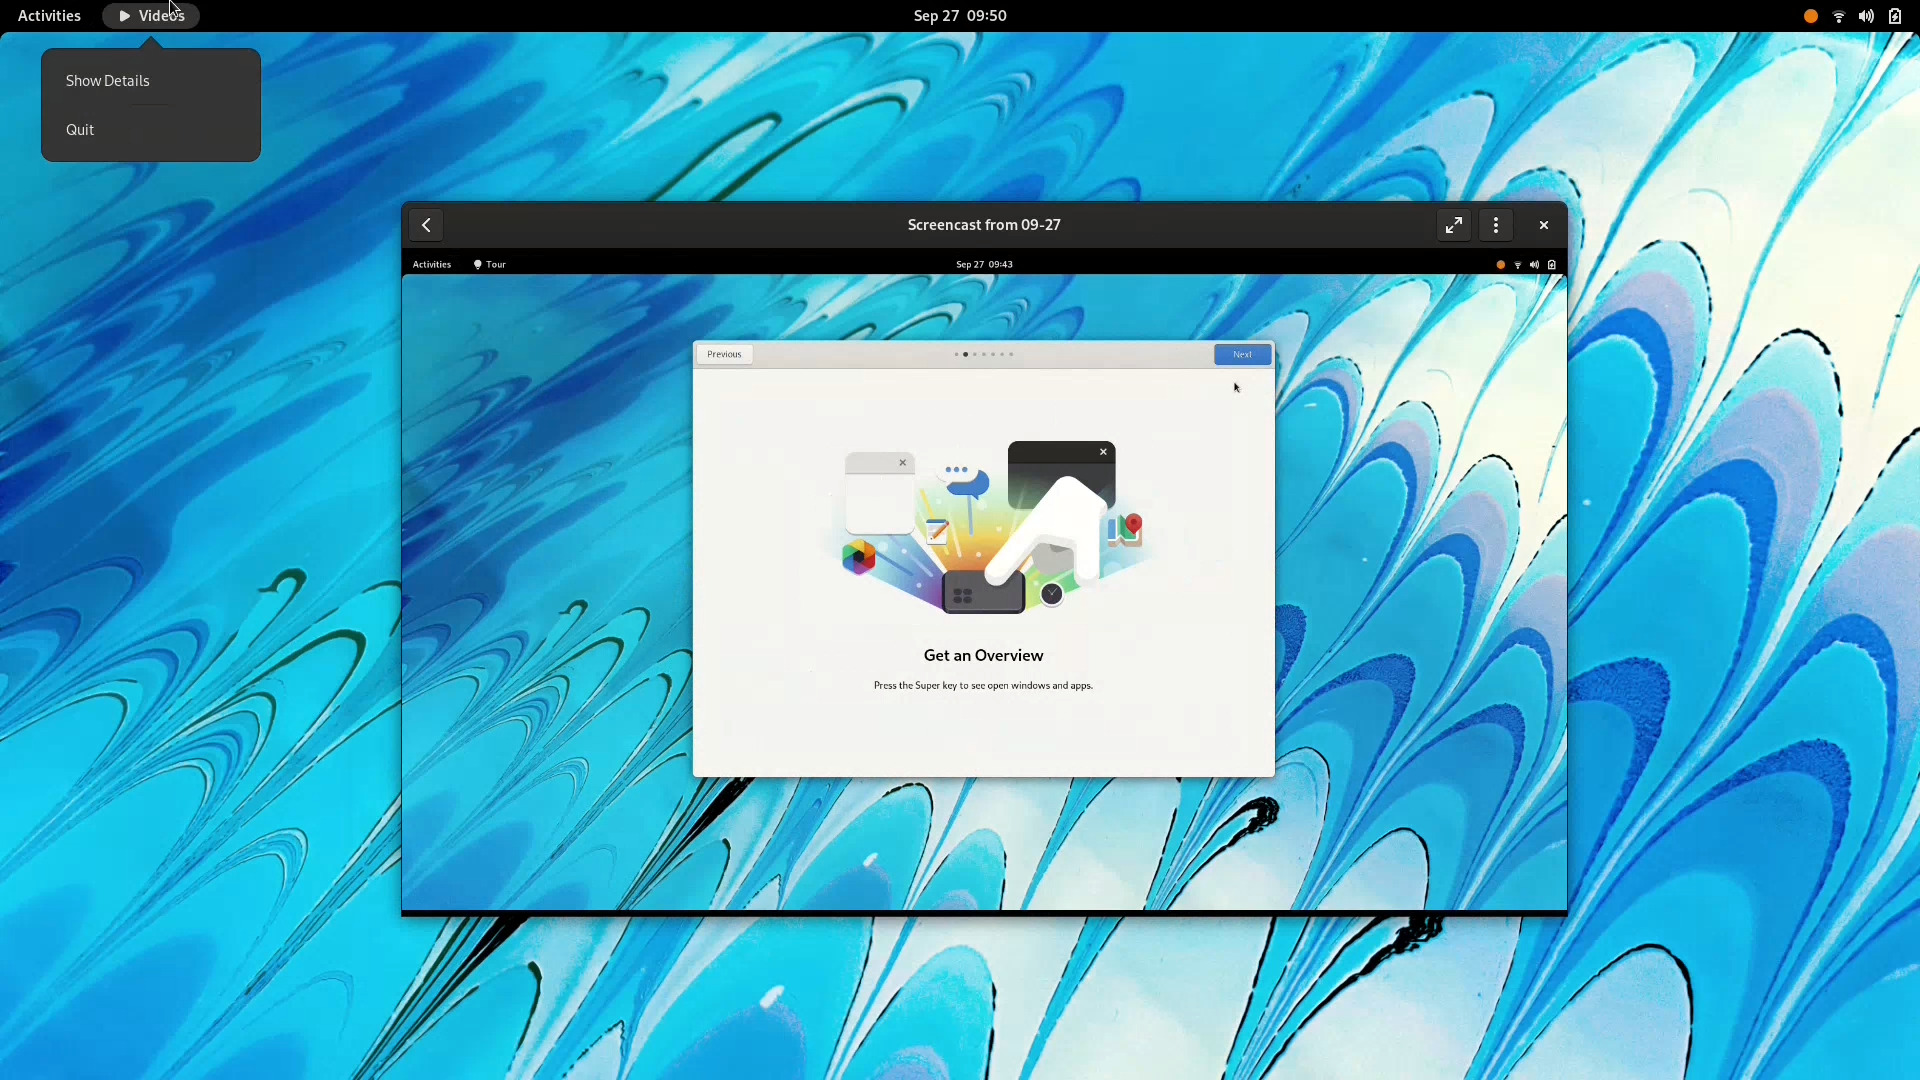 Activities
Videos
Sep 27 09:50
Show Details
Quit
Screencast from 09-27
Activities
Tour
Sep 27 09:43
Previous
Next
Get an Overview
Press the Super key to see open windows and apps.